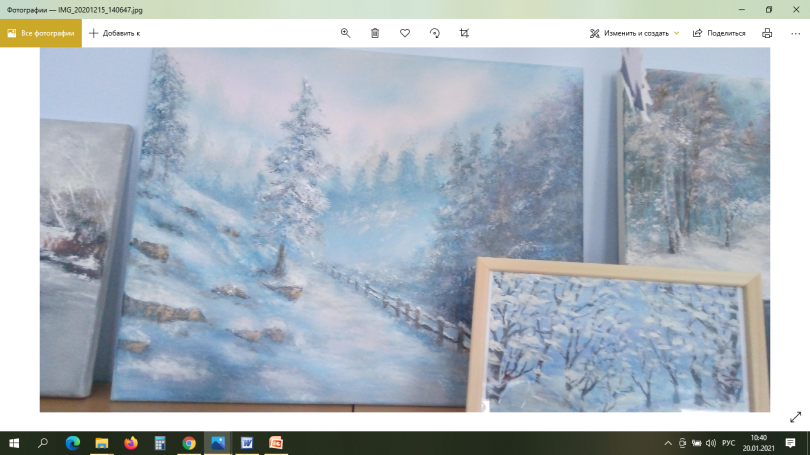 Фотографии — IMG_20201215_140647.jpg
Все фотографии
Добавить к
Изменить и создать
Поделиться
РУС
10:40
20.01.2021